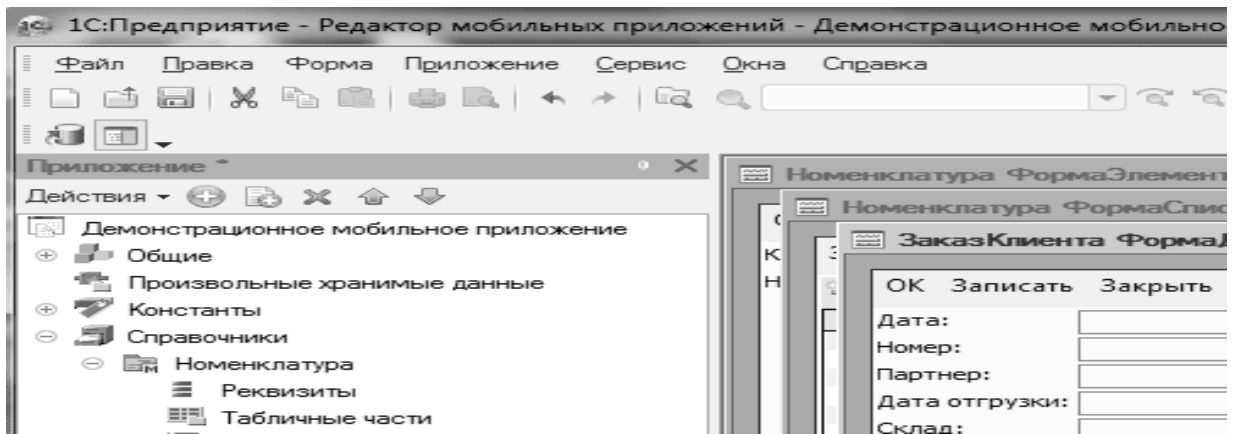 1С:Предприятие - Редактор мобильных приложений - Демонстрационное мобильно
Файл Правка Форма Приложение Сервис Окна Справка
Приложение *
Действия
Демонстрационное мобильное приложение
Общие
Произвольные хранимые данные
Константы
Справочники
Номенклатура
Реквизиты
Табличные части
Номенклатура ФормаЭлемент
Номенклатура ФормаСпис
ЗаказКлиента ФормаД
ОК Записать Закрыть
Дата:
Номер:
Партнер:
Дата отгрузки:
Склад: